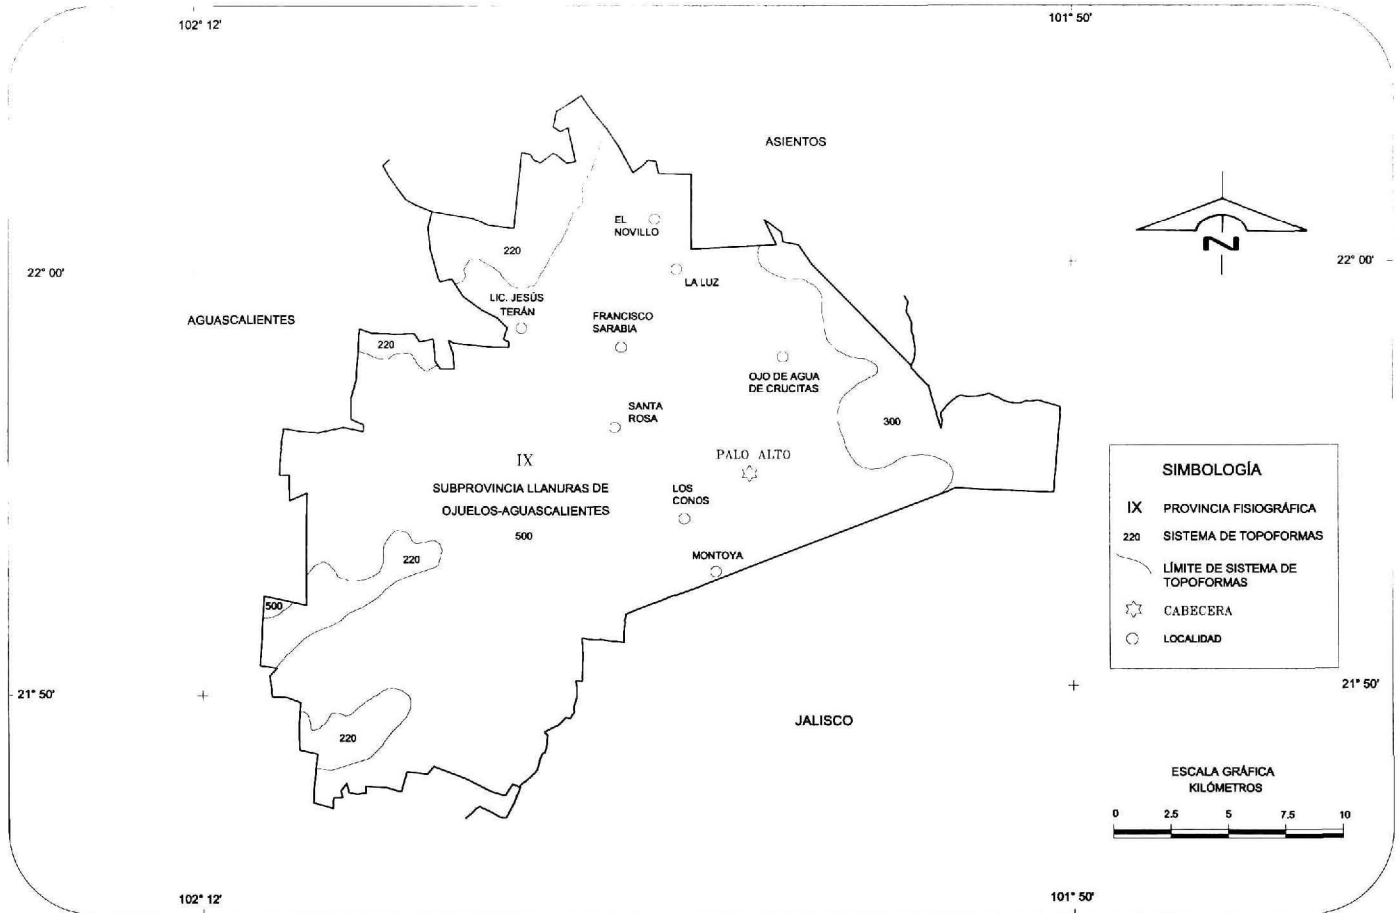 102° 12'
101° 50'
ASIENTOS
EL
NOVILLO
220
22° 00'
22° 00'
LA LUZ
LIC. JESÚS
TERÁN
AGUASCALIENTES
FRANCISCO
SARABIA
220
OJO DE AGUA
DE CRUCITAS
SANTA
ROSA
300
IX
PALO ALTO
SUBPROVINCIA LLANURAS DE
OJUELOS-AGUASCALIENTES
500
LOS
CONOS
MONTOYA
220
500
220
21° 50'
21° 50'
JALISCO
N
SIMBOLOGÍA
IX PROVINCIA FISIOGRÁFICA
220 SISTEMA DE TOPOFORMAS
LÍMITE DE SISTEMA DE
TOPOFORMAS
CABECERA
LOCALIDAD
ESCALA GRÁFICA
KILÓMETROS
0 2.5 5 7.5 10
102° 12'
101° 50'